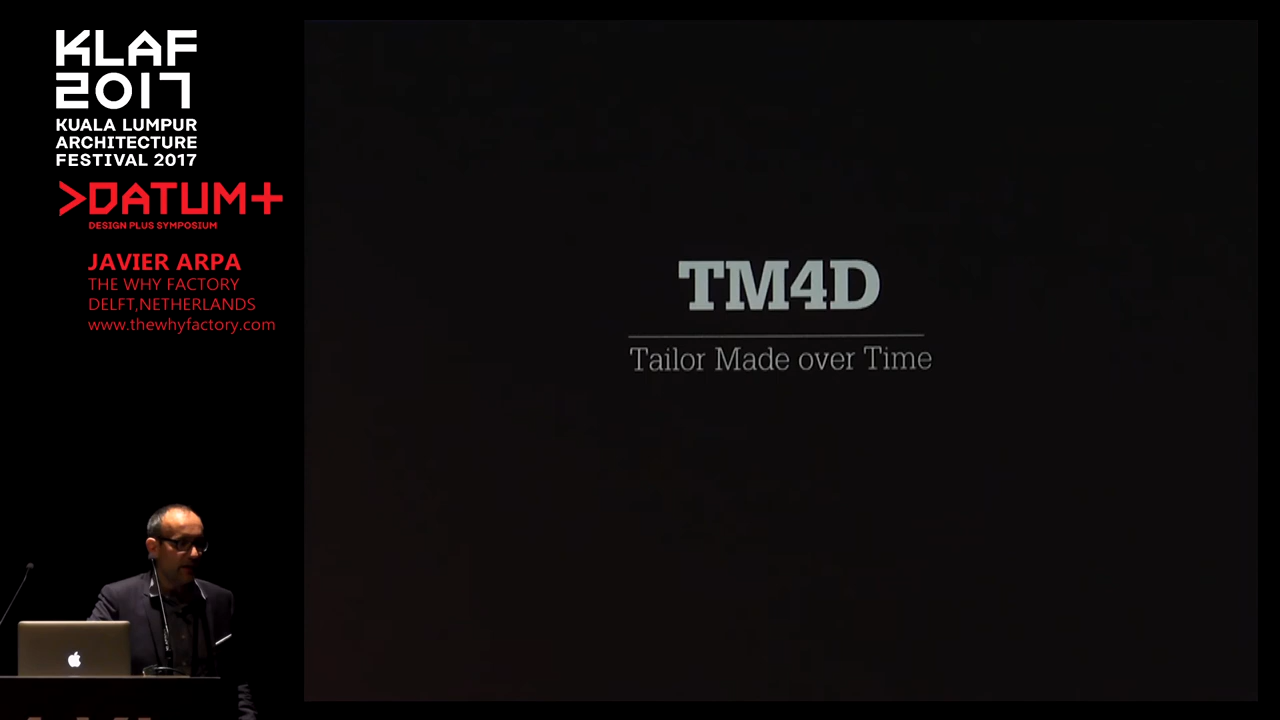 KLAF
2017
KUALA LUMPUR
ARCHITECTURE
FESTIVAL 2017
>DATUM+
DESIGN PLUS SYMPOSIUM
JAVIER ARPA
THE WHY FACTORY
DELFT,NETHERLANDS
www.thewhyfactory.com
TM4D
Tailor Made over Time